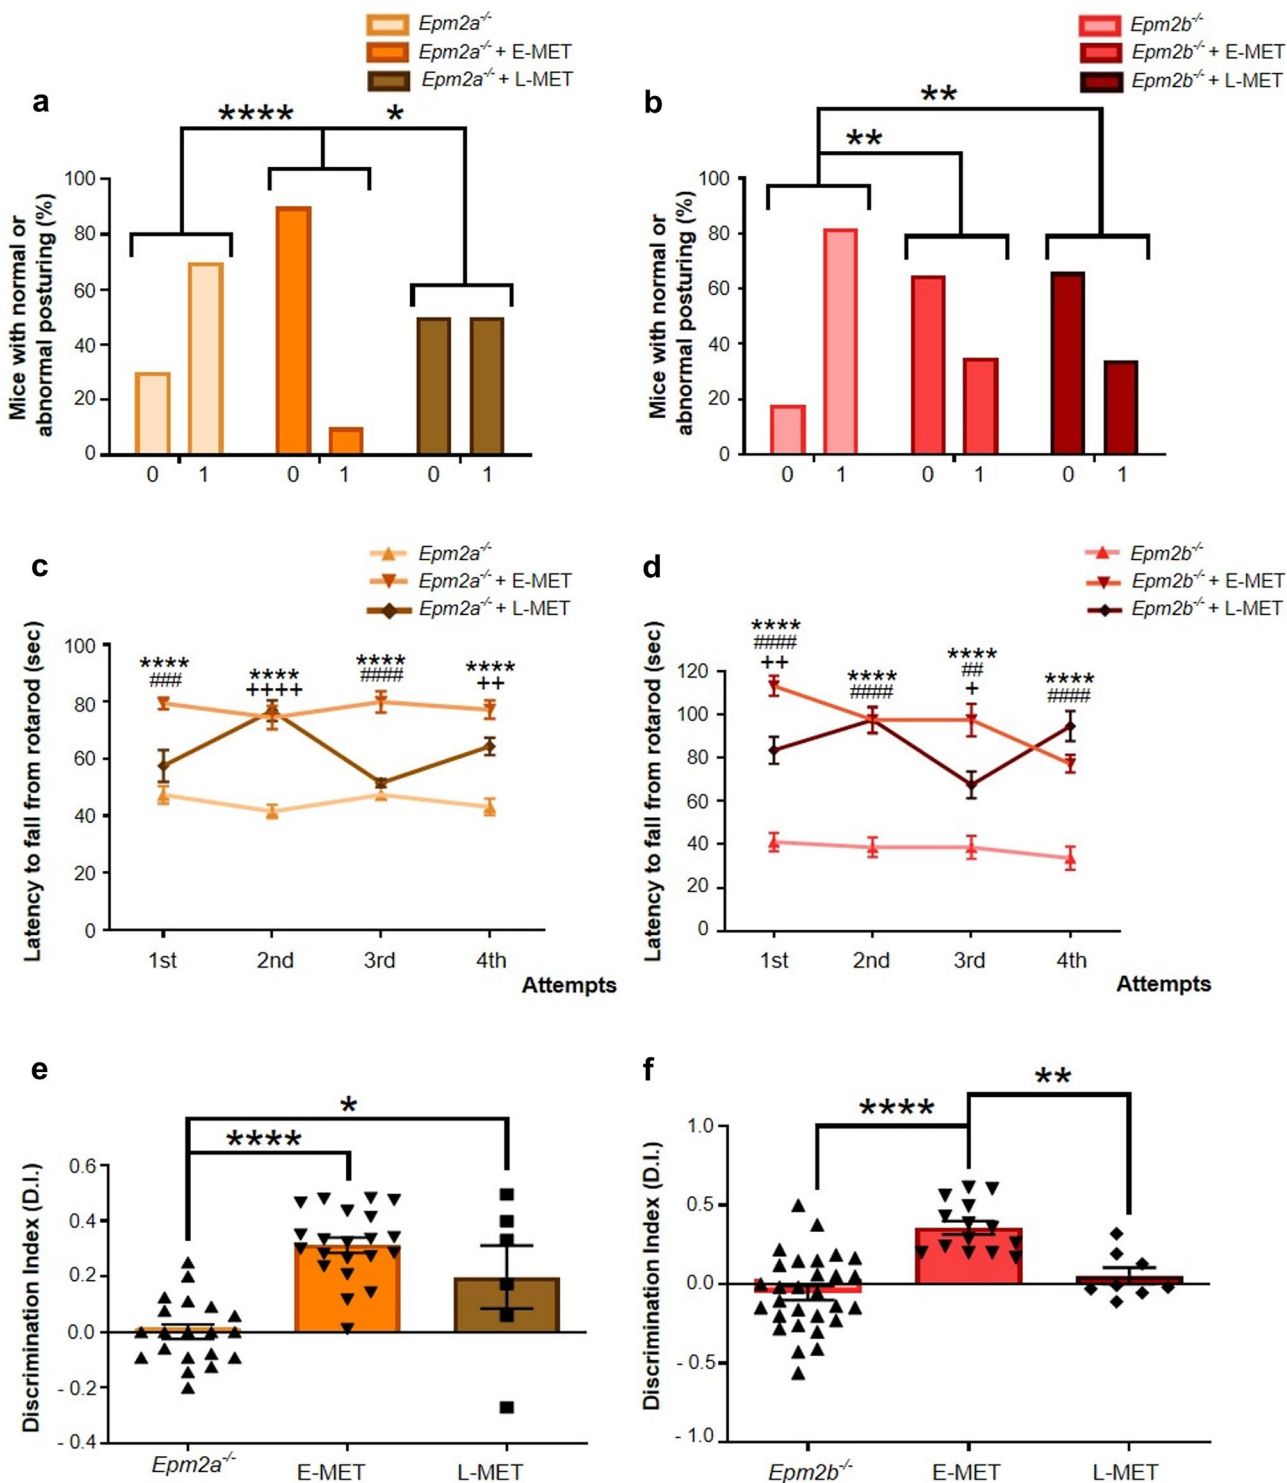 Epm2a-/-
Epm2a-/- + E-MET
Epm2a-/- + L-MET
a
**** *
Mice with normal or
abnormal posturing (%)
100
80
60
40
20
0
0 1 0 1 0 1
Epm2b-/-
Epm2b-/- + E-MET
Epm2b-/- + L-MET
b
**
**
Mice with normal or
abnormal posturing (%)
100
80
60
40
20
0
0 1 0 1 0 1
c
Epm2a-/-
Epm2a-/- + E-MET
Epm2a-/- + L-MET
Latency to fall from rotarod (sec)
100
80
60
40
20
0
****
###
****
++++
****
####
****
++
1st 2nd 3rd 4th
Attempts
d
Epm2b-/-
Epm2b-/- + E-MET
Epm2b-/- + L-MET
Latency to fall from rotarod (sec)
120
100
80
60
40
20
0
****
####
++
****
####
****
##
+
****
####
1st 2nd 3rd 4th
Attempts
e
*
****
Discrimination Index (D.I.)
0.6
0.4
0.2
0.0
- 0.2
- 0.4
Epm2a-/- E-MET L-MET
f
**
****
Discrimination Index (D.I.)
1.0
0.5
0.0
- 0.5
- 1.0
Epm2b-/- E-MET L-MET